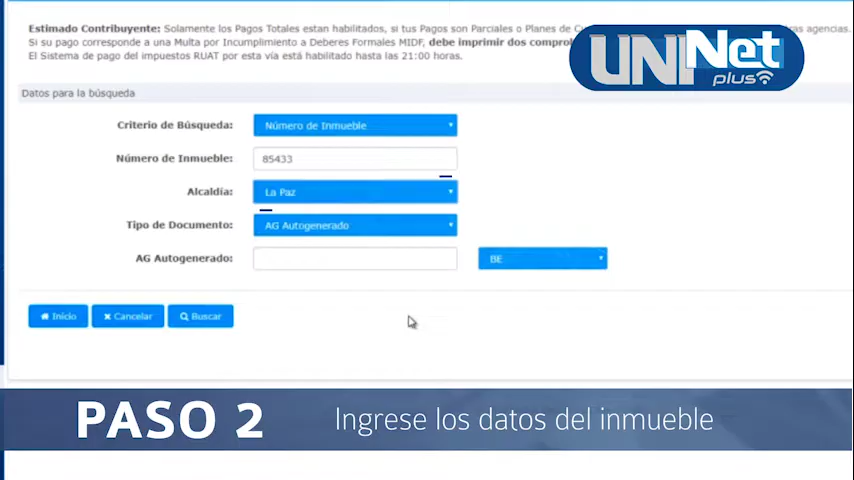 Estimado Contribuyente: Solamente los Pagos Totales estan habilitados, si tus Pagos son Parciales o Planes de agencias.
Si su pago corresponde a una Multa por Incumplimiento a Deberes Formales MIDF, debe imprimir dos
El Sistema de pago del impuestos RUAT por esta vía está habilitado hasta las 21:00 horas.
UNINet
plus
Datos para la búsqueda
Criterio de Búsqueda: Número de Inmueble
Número de Inmueble: 85433
Alcaldía: La Paz
Tipo de Documento: AG Autogenerado
AG Autogenerado: BE
Inicio Cancelar Buscar
PASO 2 Ingrese los datos del inmueble